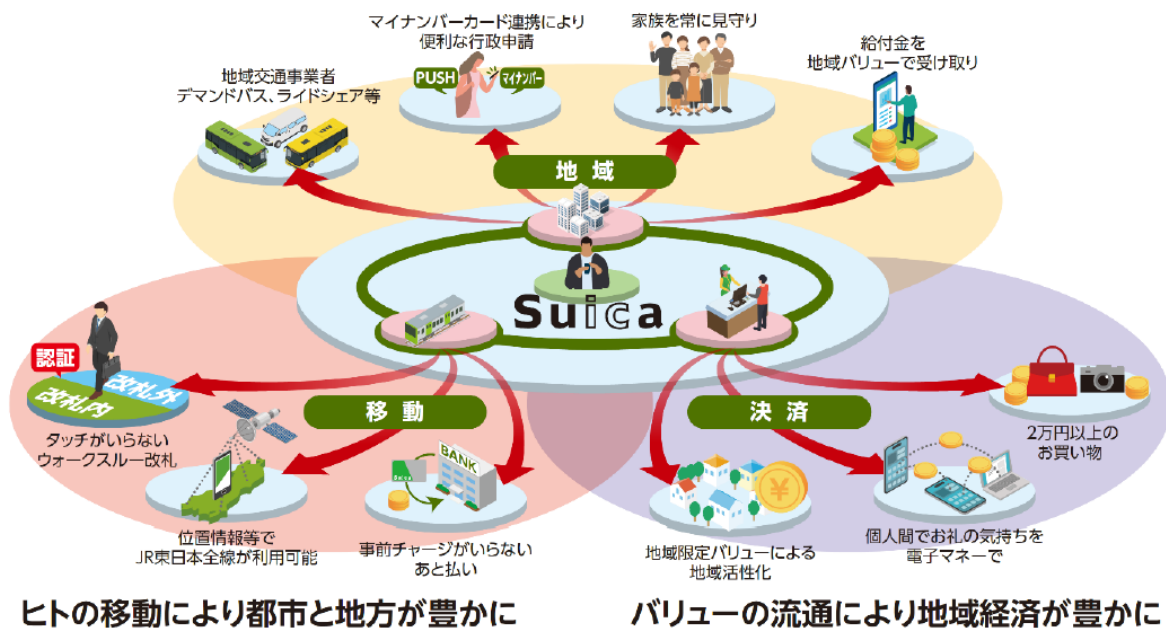 マイナンバーカード連携により
便利な行政申請
家族を常に見守り
給付金を
地域バリューで受け取り
地域交通事業者
デマンドバス、ライドシェア等
PUSH
マイナンバー
地域
Suica
認証
改札外
改札内
タッチがいらない
ウォークスルー改札
移動
位置情報等で
JR東日本全線が利用可能
Suica
BANK
事前チャージがいらない
あと払い
決済
2万円以上の
お買い物
¥
地域限定バリューによる
地域活性化
個人間でお礼の気持ちを
電子マネーで
ヒトの移動により都市と地方が豊かに
バリューの流通により地域経済が豊かに